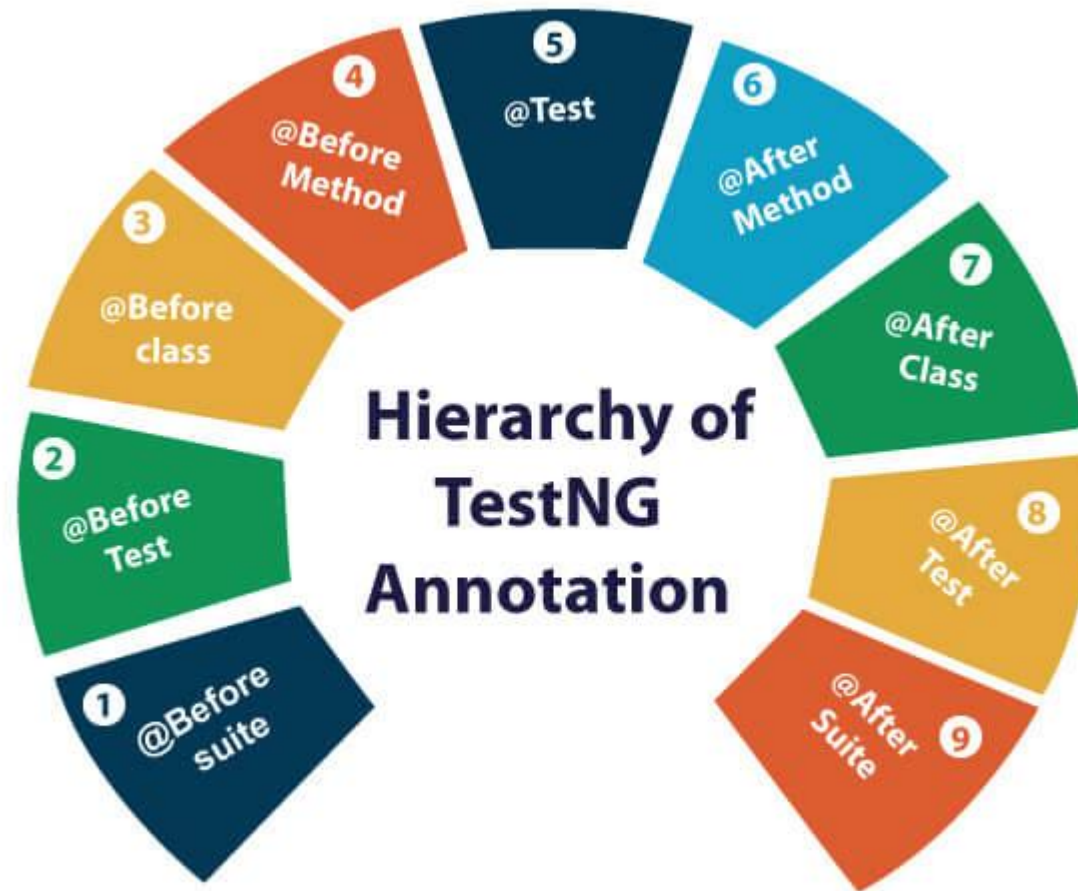 1
@Before
suite
2
@Before
Test
3
@Before
class
4
@Before
Method
5
@Test
6
@After
Method
7
@After
Class
8
@After
Test
9
@After
Suite
Hierarchy of
TestNG
Annotation